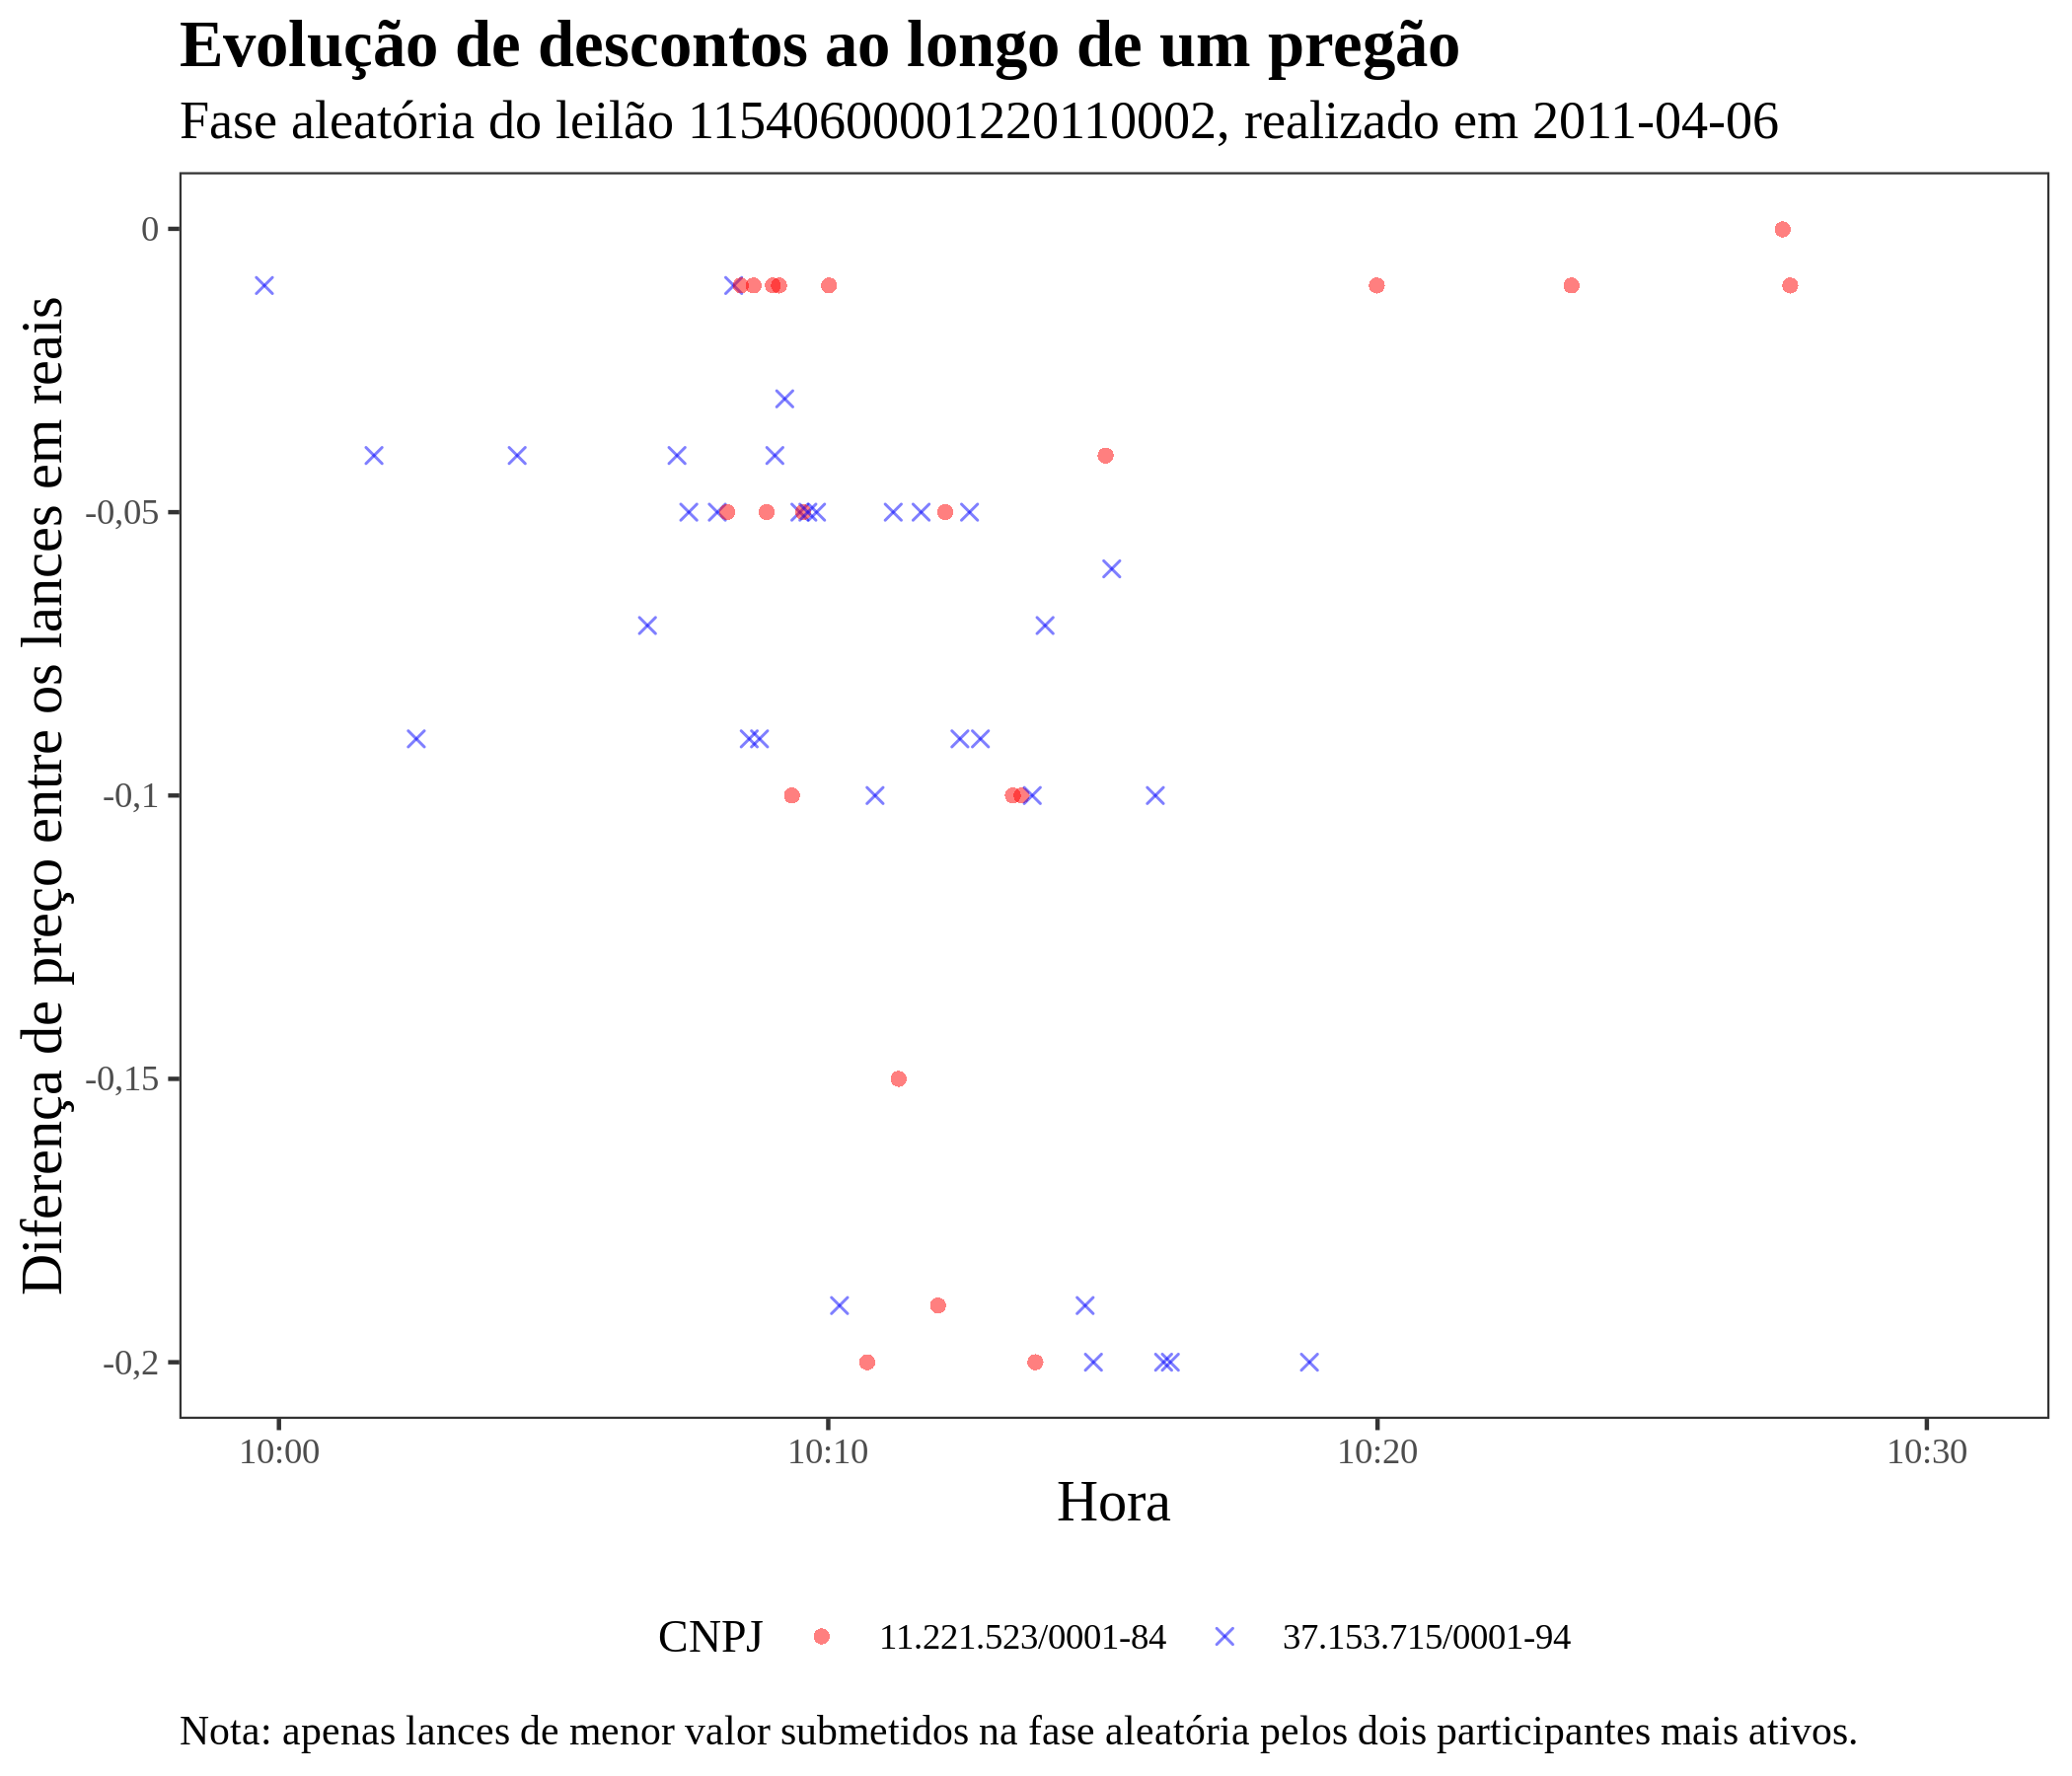 Evolução de descontos ao longo de um pregão
Fase aleatória do leilão 11540600001220110002, realizado em 2011-04-06
Diferença de preço entre os lances em reais
0
-0,05
-0,1
-0,15
-0,2
10:00 10:10 10:20 10:30
Hora
CNPJ 11.221.523/0001-84 37.153.715/0001-94
Nota: apenas lances de menor valor submetidos na fase aleatória pelos dois participantes mais ativos.